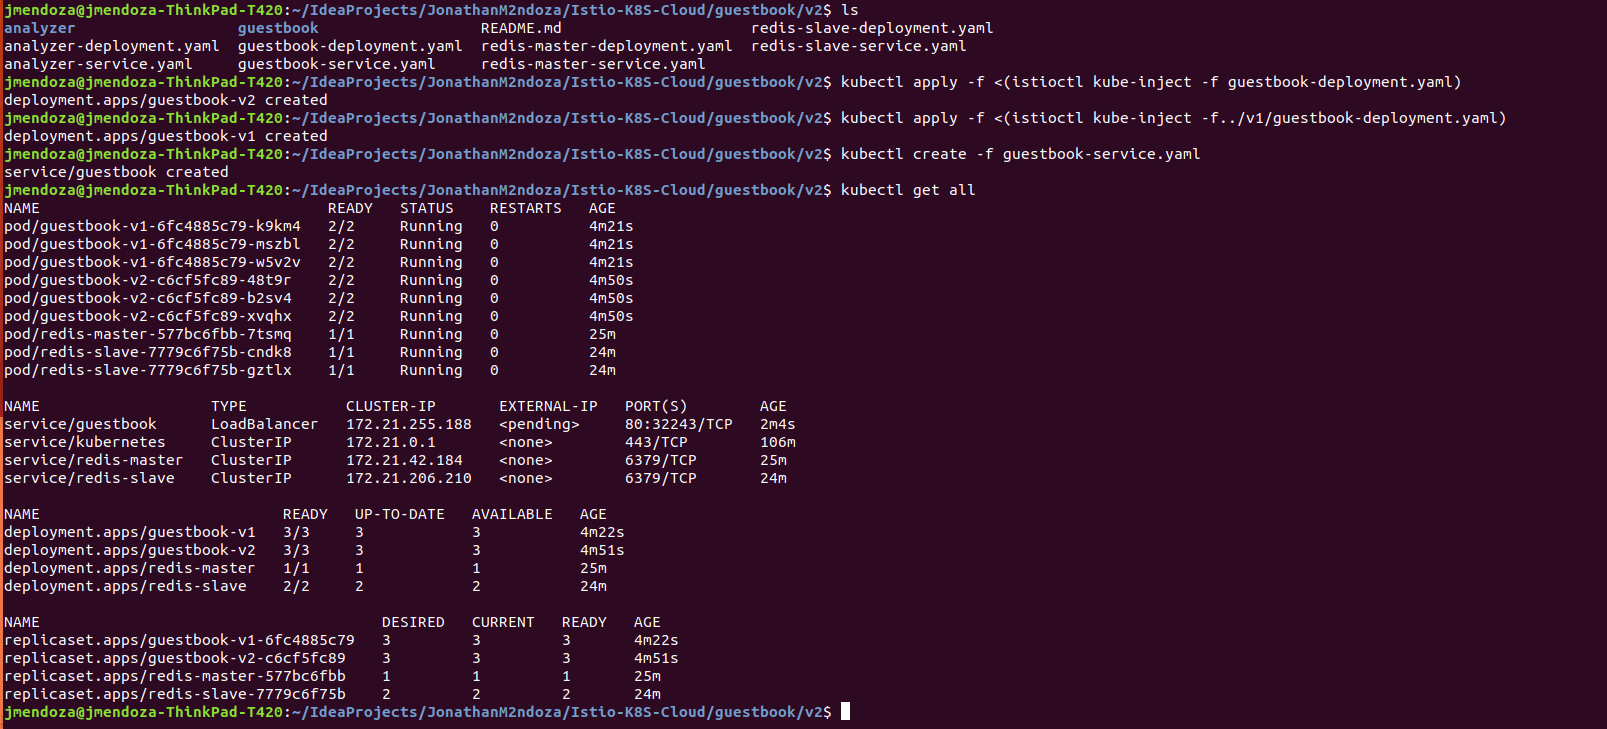 jmendoza@jmendoza-ThinkPad-T420:~/IdeaProjects/JonathanM2ndoza/Istio-K8S-Cloud/guestbook/v2$ ls
analyzer guestbook README.md redis-slave-deployment.yaml
analyzer-deployment.yaml guestbook-deployment.yaml redis-master-deployment.yaml redis-slave-service.yaml
analyzer-service.yaml guestbook-service.yaml redis-master-service.yaml
jmendoza@jmendoza-ThinkPad-T420:~/IdeaProjects/JonathanM2ndoza/Istio-K8S-Cloud/guestbook/v2$ kubectl apply -f <(istioctl kube-inject -f guestbook-deployment.yaml)
deployment.apps/guestbook-v2 created
jmendoza@jmendoza-ThinkPad-T420:~/IdeaProjects/JonathanM2ndoza/Istio-K8S-Cloud/guestbook/v2$ kubectl apply -f <(istioctl kube-inject -f../v1/guestbook-deployment.yaml)
deployment.apps/guestbook-v1 created
jmendoza@jmendoza-ThinkPad-T420:~/IdeaProjects/JonathanM2ndoza/Istio-K8S-Cloud/guestbook/v2$ kubectl create -f guestbook-service.yaml
service/guestbook created
jmendoza@jmendoza-ThinkPad-T420:~/IdeaProjects/JonathanM2ndoza/Istio-K8S-Cloud/guestbook/v2$ kubectl get all
NAME READY STATUS RESTARTS AGE
pod/guestbook-v1-6fc4885c79-k9km4 2/2 Running 0 4m21s
pod/guestbook-v1-6fc4885c79-mszbl 2/2 Running 0 4m21s
pod/guestbook-v1-6fc4885c79-w5v2v 2/2 Running 0 4m21s
pod/guestbook-v2-c6cf5fc89-48t9r 2/2 Running 0 4m50s
pod/guestbook-v2-c6cf5fc89-b2sv4 2/2 Running 0 4m50s
pod/guestbook-v2-c6cf5fc89-xvqhx 2/2 Running 0 4m50s
pod/redis-master-577bc6fbb-7tsmq 1/1 Running 0 25m
pod/redis-slave-7779c6f75b-cndk8 1/1 Running 0 24m
pod/redis-slave-7779c6f75b-gztlx 1/1 Running 0 24m
NAME TYPE CLUSTER-IP EXTERNAL-IP PORT(S) AGE
service/guestbook LoadBalancer 172.21.255.188 <pending> 80:32243/TCP 2m4s
service/kubernetes ClusterIP 172.21.0.1 <none> 443/TCP 106m
service/redis-master ClusterIP 172.21.42.184 <none> 6379/TCP 25m
service/redis-slave ClusterIP 172.21.206.210 <none> 6379/TCP 24m
NAME READY UP-TO-DATE AVAILABLE AGE
deployment.apps/guestbook-v1 3/3 3 3 4m22s
deployment.apps/guestbook-v2 3/3 3 3 4m51s
deployment.apps/redis-master 1/1 1 1 25m
deployment.apps/redis-slave 2/2 2 2 24m
NAME DESIRED CURRENT READY AGE
replicaset.apps/guestbook-v1-6fc4885c79 3 3 3 4m22s
replicaset.apps/guestbook-v2-c6cf5fc89 3 3 3 4m51s
replicaset.apps/redis-master-577bc6fbb 1 1 1 25m
replicaset.apps/redis-slave-7779c6f75b 2 2 2 24m
jmendoza@jmendoza-ThinkPad-T420:~/IdeaProjects/JonathanM2ndoza/Istio-K8S-Cloud/guestbook/v2$